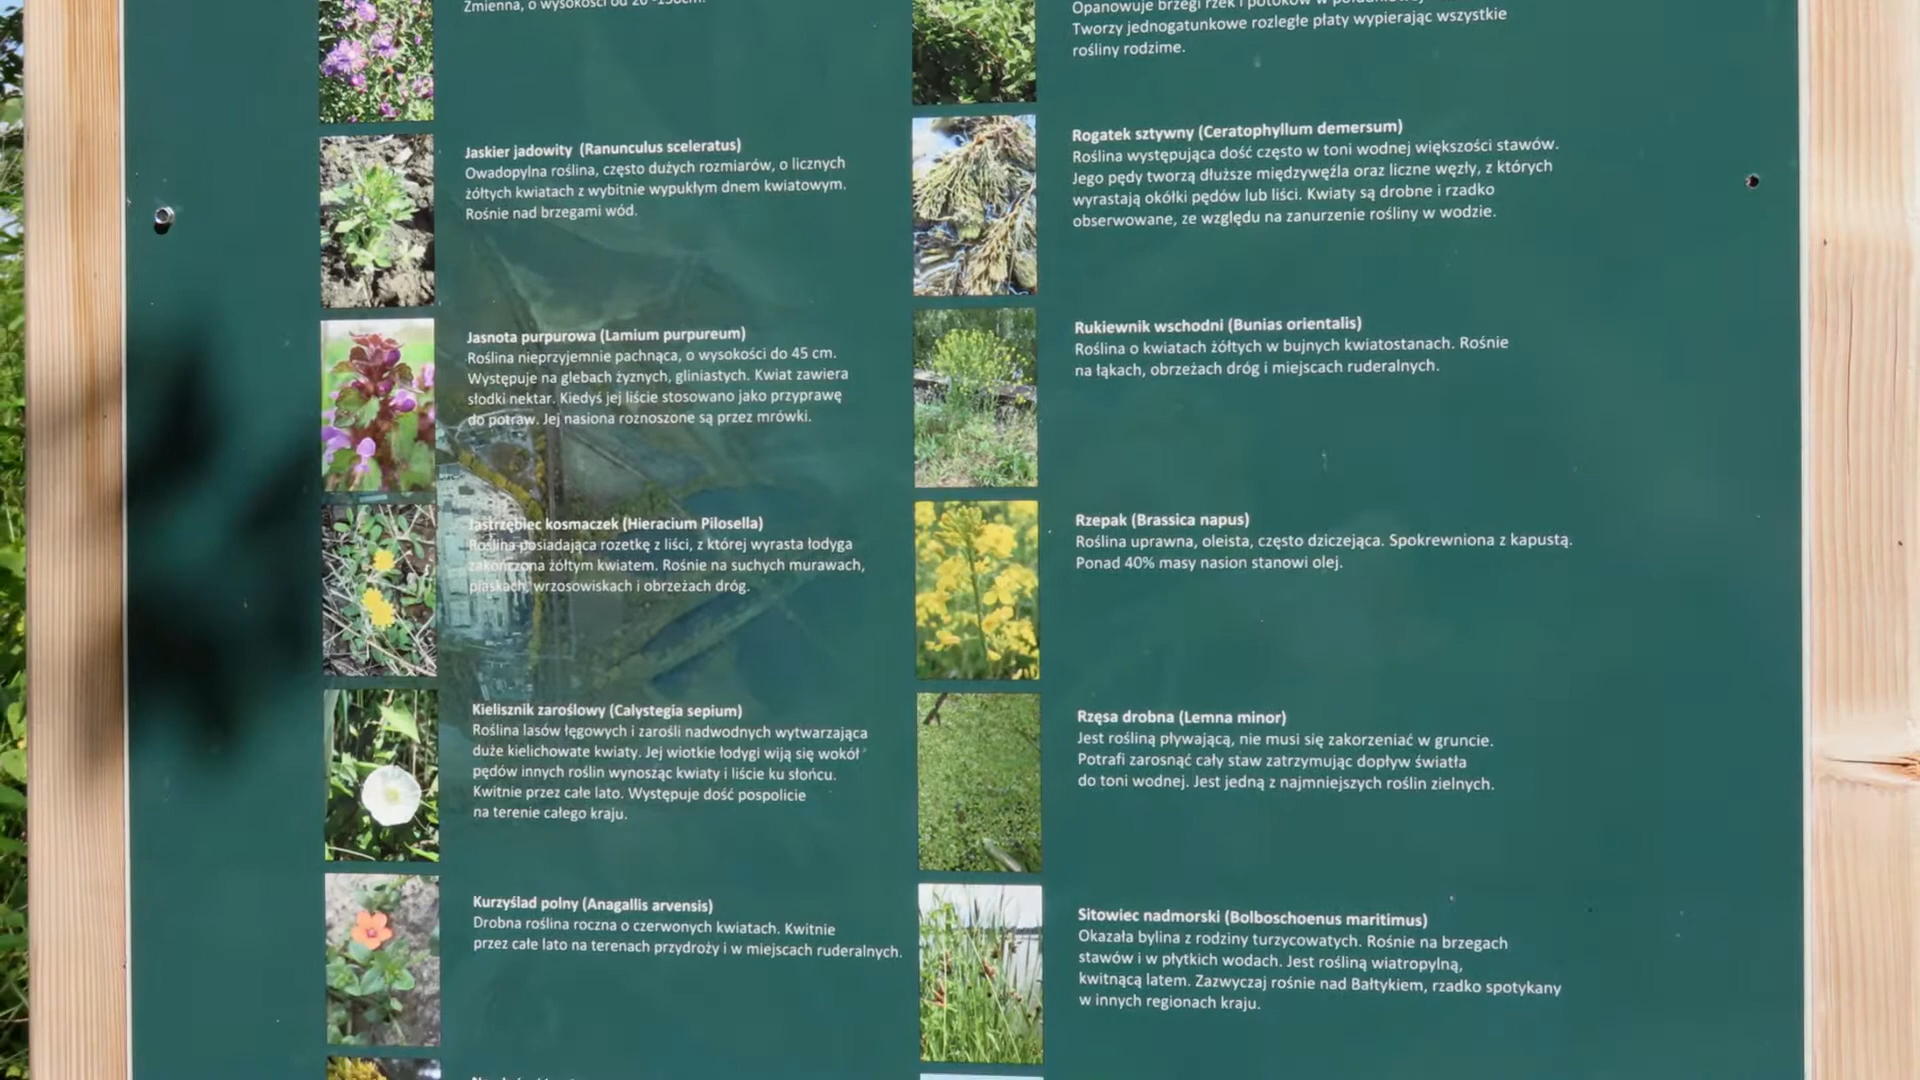 Zmienna, o wysokości od 20 -150cm.
Jaskier jadowity (Ranunculus sceleratus)
Owadopylna roślina, często dużych rozmiarów, o licznych
żółtych kwiatach z wybitnie wypukłym dnem kwiatowym.
Rośnie nad brzegami wód.
Jasnota purpurowa (Lamium purpureum)
Roślina nieprzyjemnie pachnąca, o wysokości do 45 cm.
Występuje na glebach żyznych, gliniastych. Kwiat zawiera
słodki nektar. Kiedyś jej liście stosowano jako przyprawę
do potraw. Jej nasiona roznoszone są przez mrówki.
Jastrzębiec kosmaczek (Hieracium Pilosella)
Roślina posiadająca rozetkę z liści, z której wyrasta łodyga
zakończona żółtym kwiatem. Rośnie na suchych murawach,
piaskach, wrzosowiskach i obrzeżach dróg.
Kielisznik zaroślowy (Calystegia sepium)
Roślina lasów łęgowych i zarośli nadwodnych wytwarzająca
duże kielichowate kwiaty. Jej wiotkie łodygi wiją się wokół
pędów innych roślin wynosząc kwiaty i liście ku słońcu.
Kwitnie przez całe lato. Występuje dość pospolicie
na terenie całego kraju.
Kurzyślad polny (Anagallis arvensis)
Drobna roślina roczna o czerwonych kwiatach. Kwitnie
przez całe lato na terenach przydroży i w miejscach ruderalnych.
Opanowuje brzegi rzek i potoków w
Tworzy jednogatunkowe rozległe płaty wypierając wszystkie
rośliny rodzime.
Rogatek sztywny (Ceratophyllum demersum)
Roślina występująca dość często w toni wodnej większości stawów.
Jego pędy tworzą dłuższe międzywęźla oraz liczne węzły, z których
wyrastają okółki pędów lub liści. Kwiaty są drobne i rzadko
obserwowane, ze względu na zanurzenie rośliny w wodzie.
Rukiewnik wschodni (Bunias orientalis)
Roślina o kwiatach żółtych w bujnych kwiatostanach. Rośnie
na łąkach, obrzeżach dróg i miejscach ruderalnych.
Rzepak (Brassica napus)
Roślina uprawna, oleista, często dziczejąca. Spokrewniona z kapustą.
Ponad 40% masy nasion stanowi olej.
Rzęsa drobna (Lemna minor)
Jest rośliną pływającą, nie musi się zakorzeniać w gruncie.
Potrafi zarosnąć cały staw zatrzymując dopływ światła
do toni wodnej. Jest jedną z najmniejszych roślin zielnych.
Sitowiec nadmorski (Bolboschoenus maritimus)
Okazała bylina z rodziny turzycowatych. Rośnie na brzegach
stawów i w płytkich wodach. Jest rośliną wiatropylną,
kwitnącą latem. Zazwyczaj rośnie nad Bałtykiem, rzadko spotykany
w innych regionach kraju.